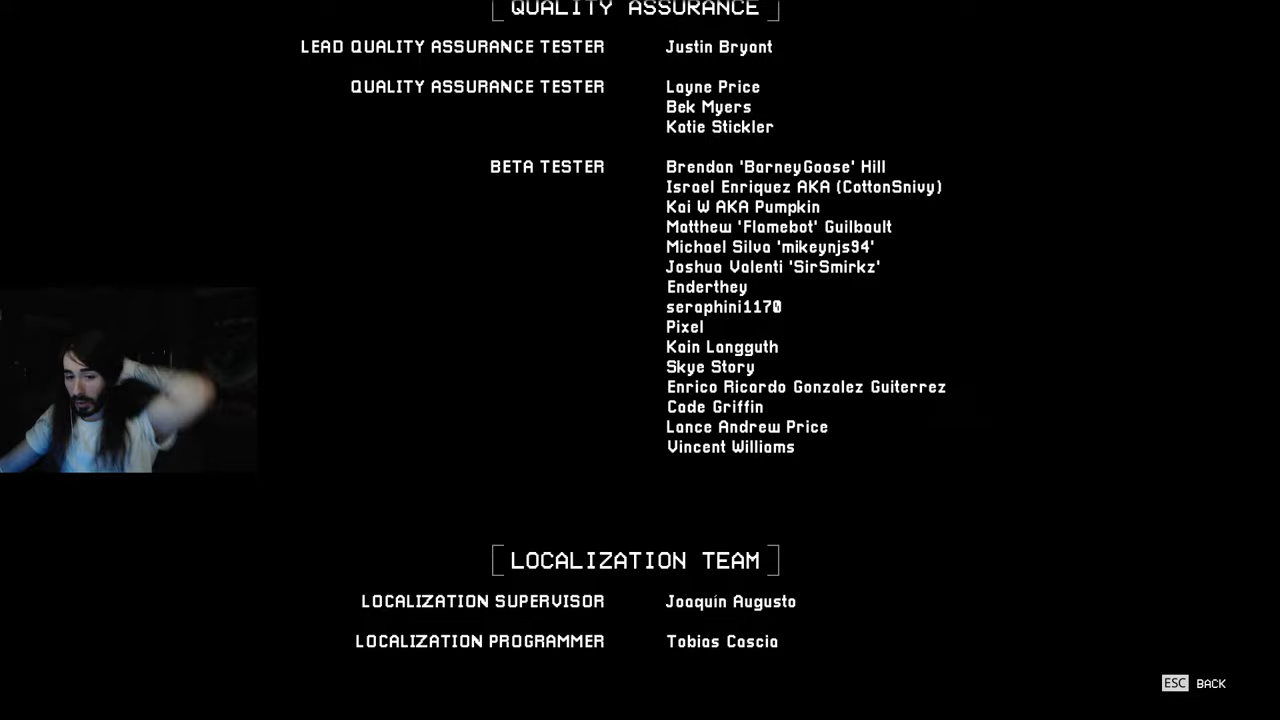 QUALITY ASSURANCE
LEAD QUALITY ASSURANCE TESTER Justin Bryant
QUALITY ASSURANCE TESTER Layne Price
Bek Myers
Katie Stickler
BETA TESTER Brendan 'BarneyGoose' Hill
Israel Enriquez AKA (CottonSnivy)
Kai W AKA Pumpkin
Matthew 'Flamebot' Guilbault
Michael Silva 'mikeynjs94'
Joshua Valenti 'SirSmirkz'
Enderthey
seraphini1170
Pixel
Kain Langguth
Skye Story
Enrico Ricardo Gonzalez Guiterrez
Cade Griffin
Lance Andrew Price
Vincent Williams
LOCALIZATION TEAM
LOCALIZATION SUPERVISOR Joaquín Augusto
LOCALIZATION PROGRAMMER Tobias Cascia
ESC BACK